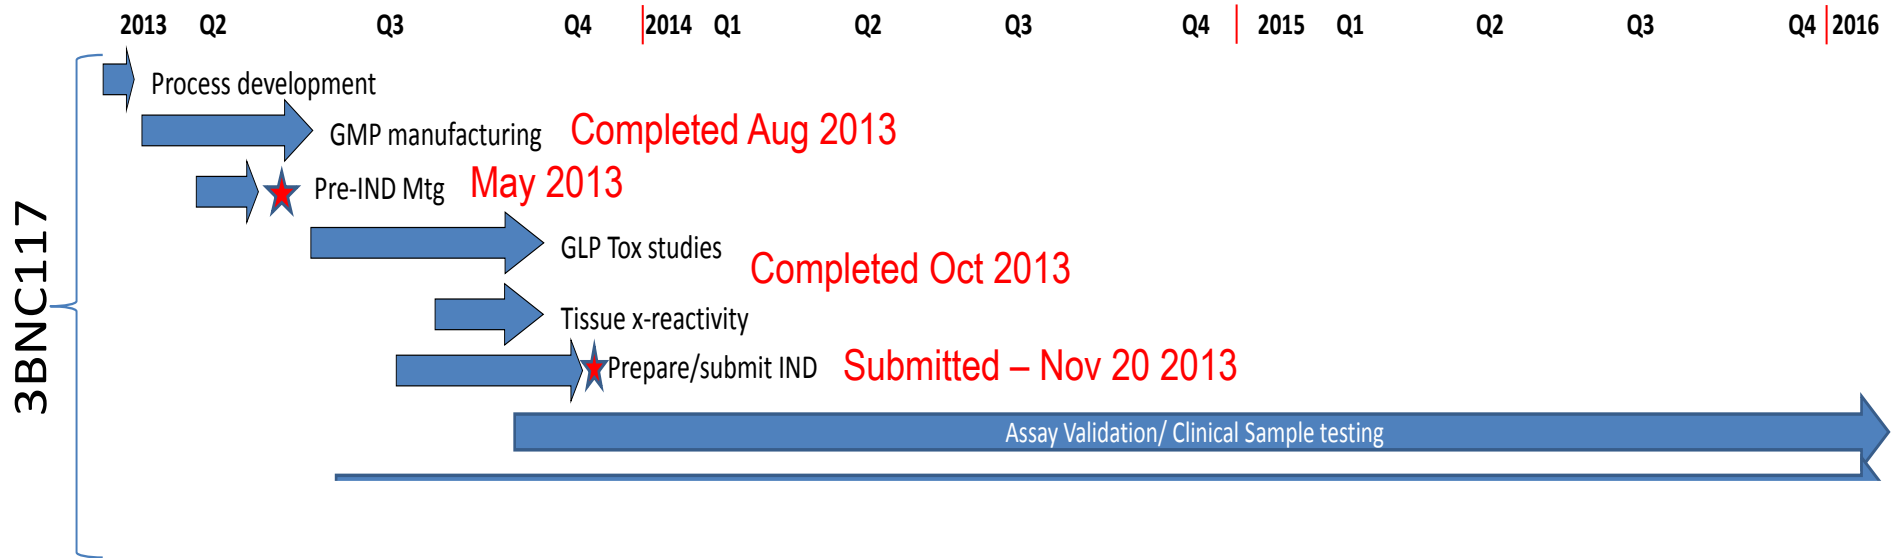 2013 Q2 Q3 Q4 2014 Q1 Q2 Q3 Q4 2015 Q1 Q2 Q3 Q4 2016
3BNC117
Process development
GMP manufacturing Completed Aug 2013
Pre-IND Mtg May 2013
GLP Tox studies
Completed Oct 2013
Tissue x-reactivity
Prepare/submit IND Submitted – Nov 20 2013
Assay Validation/ Clinical Sample testing